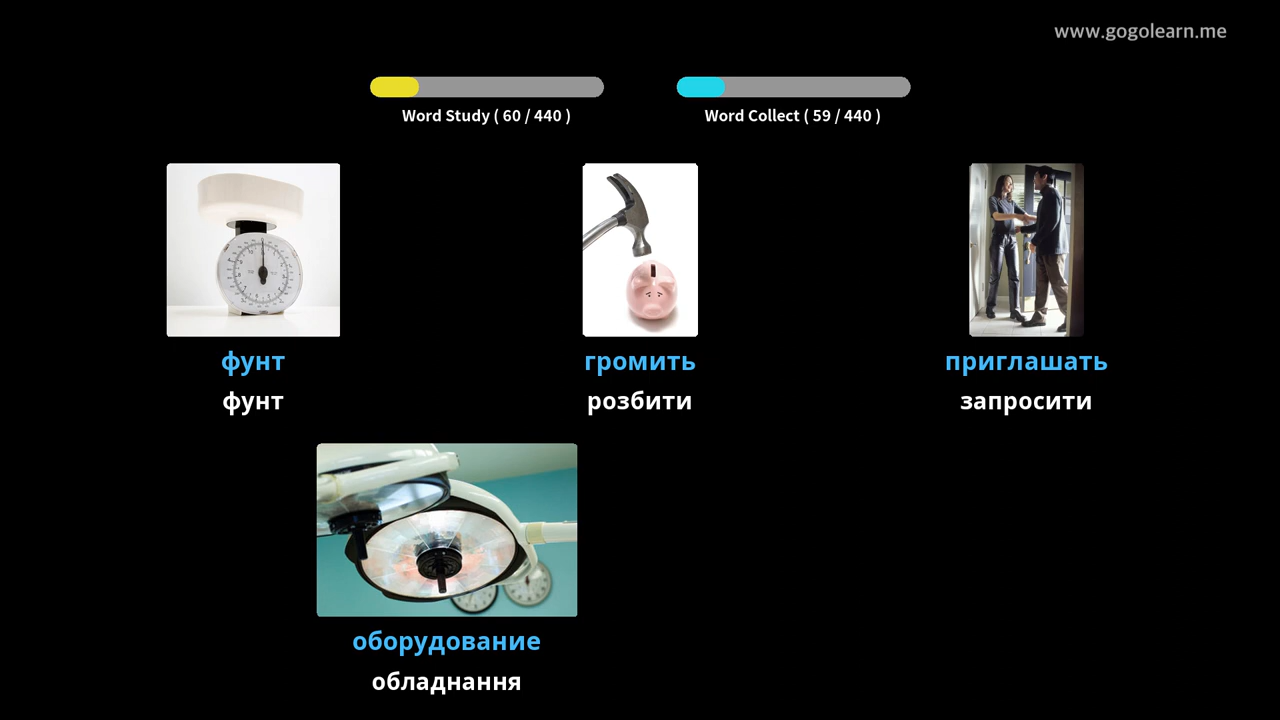 www.gogolearn.me
Word Study ( 60 / 440 )
Word Collect ( 59 / 440 )
фунт
фунт
громить
розбити
приглашать
запросити
оборудование
обладнання